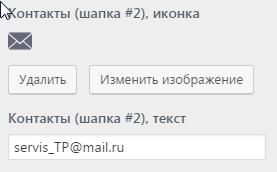 Контакты (шапка #2), иконка
Удалить Изменить изображение
Контакты (шапка #2), текст
servis_TP@mail.ru